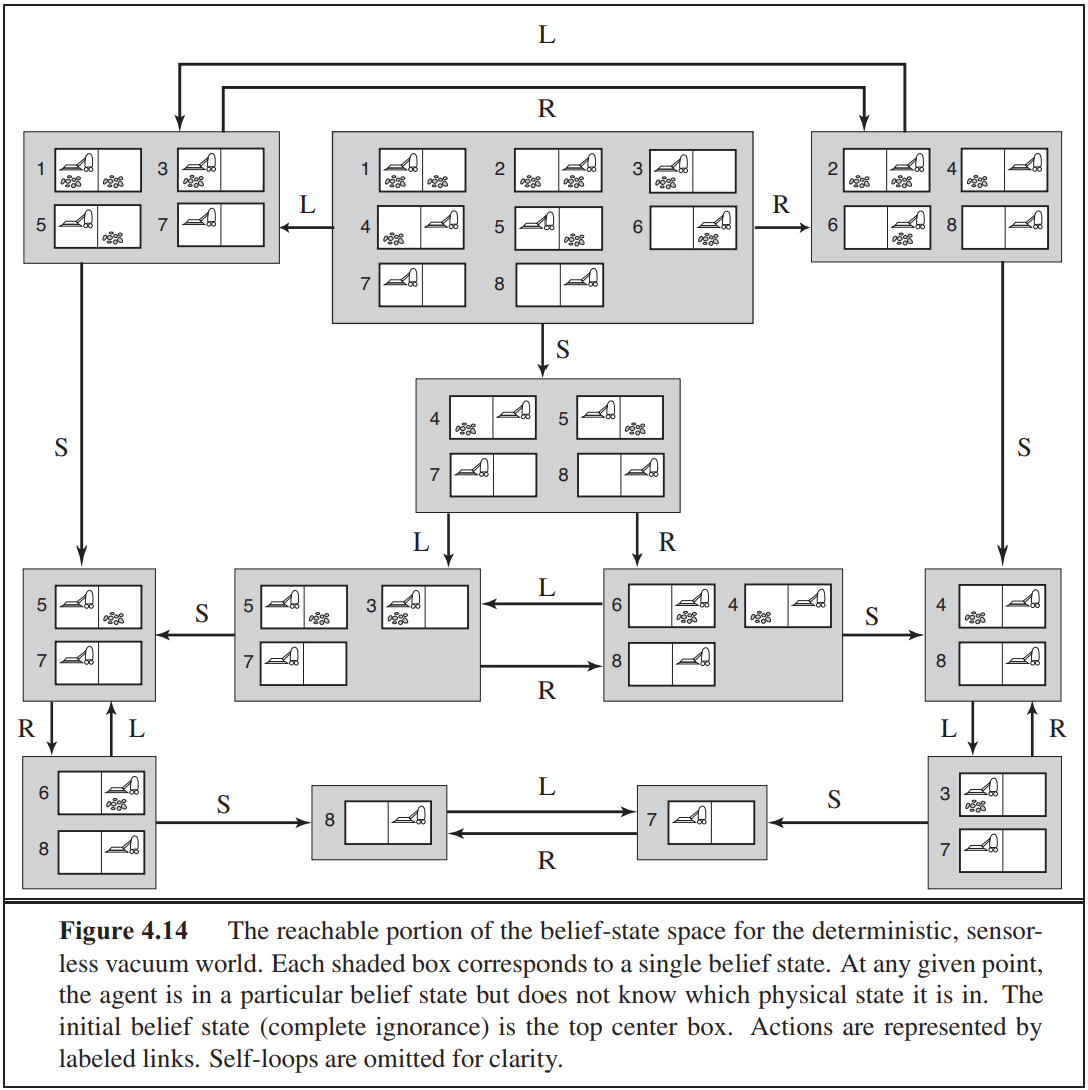 L
R
1 3
5 7
L
1 2 3
4 5 6
7 8
R
2 4
6 8
S
4 5
7 8
S
S
L R
5
7
S
5 3
7
L
R
6 4
8
S
4
8
R L
L R
6
8
S
8
L
R
7
S
3
7
Figure 4.14 The reachable portion of the belief-state space for the deterministic, sensor-
less vacuum world. Each shaded box corresponds to a single belief state. At any given point,
the agent is in a particular belief state but does not know which physical state it is in. The
initial belief state (complete ignorance) is the top center box. Actions are represented by
labeled links. Self-loops are omitted for clarity.